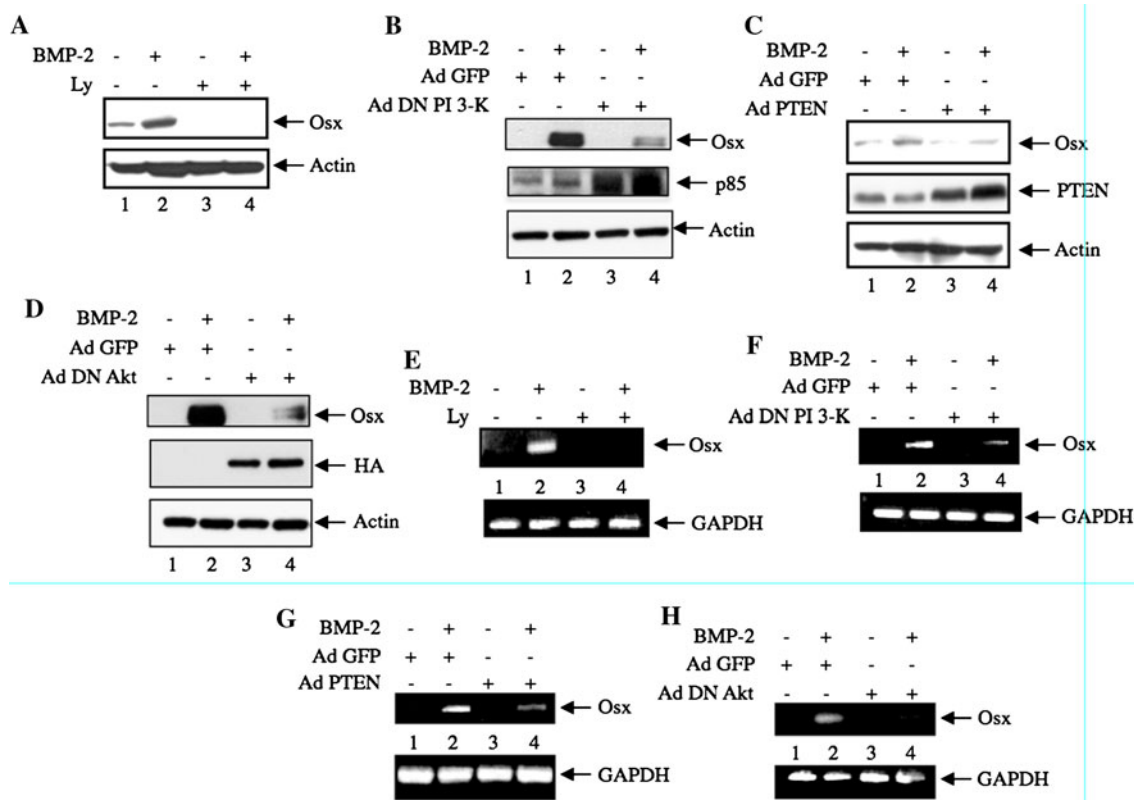 A
BMP-2 - + - +
Ly - - + +
Osx
Actin
1 2 3 4
B
BMP-2 - + - +
Ad GFP + + - -
Ad DN PI 3-K - - + +
Osx
p85
Actin
1 2 3 4
C
BMP-2 - + - +
Ad GFP + + - -
Ad PTEN - - + +
Osx
PTEN
Actin
1 2 3 4
D
BMP-2 - + - +
Ad GFP + + - -
Ad DN Akt - - + +
Osx
HA
Actin
1 2 3 4
E
BMP-2 - + - +
Ly - - + +
Osx
1 2 3 4
GAPDH
F
BMP-2 - + - +
Ad GFP + + - -
Ad DN PI 3-K - - + +
Osx
1 2 3 4
GAPDH
G
BMP-2 - + - +
Ad GFP + + - -
Ad PTEN - - + +
Osx
1 2 3 4
GAPDH
H
BMP-2 - + - +
Ad GFP + + - -
Ad DN Akt - - + +
Osx
1 2 3 4
GAPDH